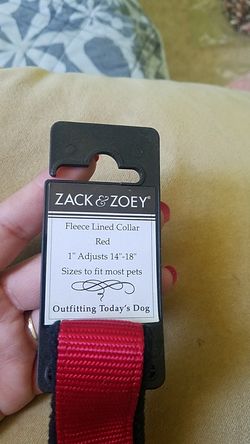 ZACK & ZOEY®
Fleece Lined Collar
Red
1" Adjusts 14"-18"
Sizes to fit most pets
Outfitting Today's Dog